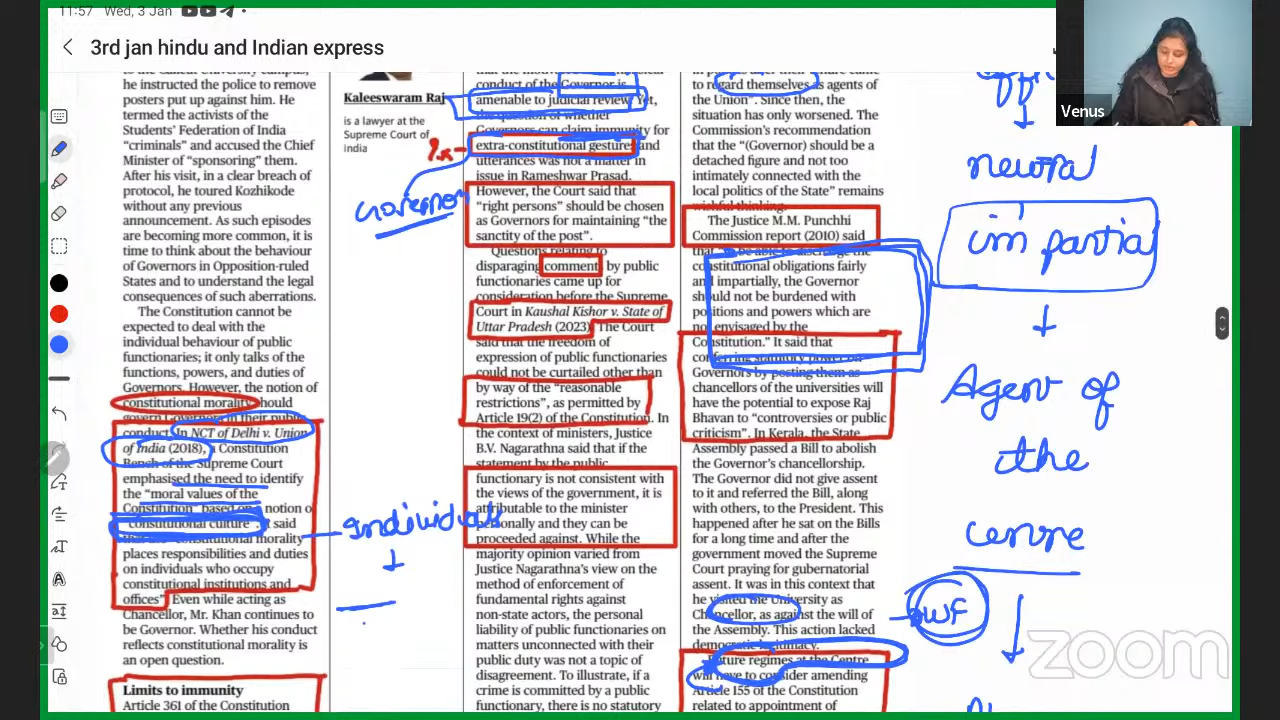 11:57 Wed, 3 Jan
3rd jan hindu and Indian express
he instructed the police to remove
posters put up against him. He
termed the activists of the
Students' Federation of India
"criminals" and accused the Chief
Minister of "sponsoring" them.
After his visit, in a clear breach of
protocol, he toured Kozhikode
without any previous
announcement. As such episodes
are becoming more common, it is
time to think about the behaviour
of Governors in Opposition-ruled
States and to understand the legal
consequences of such aberrations.
The Constitution cannot be
expected to deal with the
individual behaviour of public
functionaries; it only talks of the
functions, powers, and duties of
Governors. However, the notion of
constitutional morality should
govern Governors in their public
conduct. In NCT of Delhi v. Union
of India (2018), a Constitution
Bench of the Supreme Court
emphasised the need to identify
the "moral values of the
Constitution" based on a notion of
"constitutional culture". It said
that the "constitutional morality
places responsibilities and duties
on individuals who occupy
constitutional institutions and
offices". Even while acting as
Chancellor, Mr. Khan continues to
be Governor. Whether his conduct
reflects constitutional morality is
an open question.
Limits to immunity
Article 361 of the Constitution
Kaleeswaram Raj
is a lawyer at the
Supreme Court of
India
Governor
individuals
conduct of the Governor is
amenable to judicial review. Yet,
the question of whether
Governors can claim immunity for
extra-constitutional gestures and
utterances was not a matter in
issue in Rameshwar Prasad.
However, the Court said that
"right persons" should be chosen
as Governors for maintaining "the
sanctity of the post".
Questions relating to
disparaging comment by public
functionaries came up for
consideration before the Supreme
Court in Kaushal Kishor v. State of
Uttar Pradesh (2023). The Court
said that the freedom of
expression of public functionaries
could not be curtailed other than
by way of the "reasonable
restrictions", as permitted by
Article 19(2) of the Constitution. In
the context of ministers, Justice
B.V. Nagarathna said that if the
statement by the public
functionary is not consistent with
the views of the government, it is
attributable to the minister
personally and they can be
proceeded against. While the
majority opinion varied from
Justice Nagarathna's view on the
method of enforcement of
fundamental rights against
non-state actors, the personal
liability of public functionaries on
matters unconnected with their
public duty was not a topic of
disagreement. To illustrate, if a
crime is committed by a public
functionary, there is no statutory
to regard themselves as agents of
the Union". Since then, the
situation has only worsened. The
Commission's recommendation
that the "(Governor) should be a
detached figure and not too
intimately connected with the
local politics of the State" remains
wishful thinking.
The Justice M.M. Punchhi
Commission report (2010) said
that "to be able to discharge the
constitutional obligations fairly
and impartially, the Governor
should not be burdened with
positions and powers which are
not envisaged by the
Constitution." It said that
conferring statutory power on
Governors by posting them as
chancellors of the universities will
have the potential to expose Raj
Bhavan to "controversies or public
criticism". In Kerala, the State
Assembly passed a Bill to abolish
the Governor's chancellorship.
The Governor did not give assent
to it and referred the Bill, along
with others, to the President. This
happened after he sat on the Bills
for a long time and after the
government moved the Supreme
Court praying for gubernatorial
assent. It was in this context that
he visited the University as
Chancellor, as against the will of
the Assembly. This action lacked
democratic legitimacy.
Future regimes at the Centre
will have to consider amending
Article 155 of the Constitution
related to appointment of
Venus
newtral
impartial
+
Agent of
the
centre
zoom